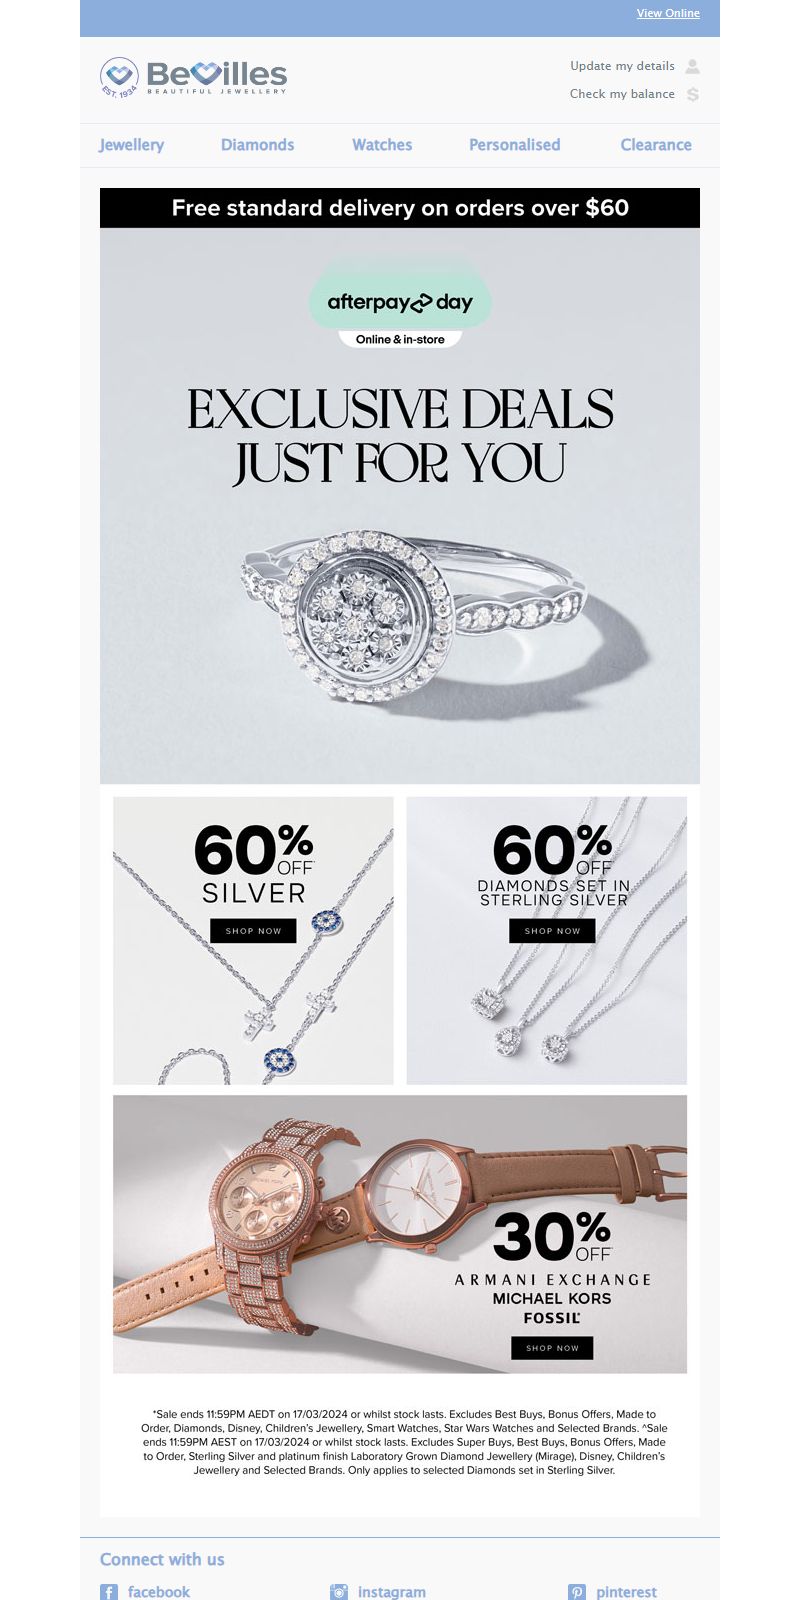 View Online
BeVilles
BEAUTIFUL JEWELLERY
EST. 1934
Update my details
Check my balance
Jewellery Diamonds Watches Personalised Clearance
Free standard delivery on orders over $60
afterpay day
Online & in-store
EXCLUSIVE DEALS
JUST FOR YOU
60% OFF*
SILVER
SHOP NOW
60% OFF^
DIAMONDS SET IN
STERLING SILVER
SHOP NOW
MICHAEL KORS
30% OFF*
ARMANI EXCHANGE
MICHAEL KORS
FOSSIL
SHOP NOW
*Sale ends 11:59PM AEDT on 17/03/2024 or whilst stock lasts. Excludes Best Buys, Bonus Offers, Made to
Order, Diamonds, Disney, Children's Jewellery, Smart Watches, Star Wars Watches and Selected Brands. ^Sale
ends 11:59PM AEST on 17/03/2024 or whilst stock lasts. Excludes Super Buys, Best Buys, Bonus Offers, Made
to Order, Sterling Silver and platinum finish Laboratory Grown Diamond Jewellery (Mirage), Disney, Children's
Jewellery and Selected Brands. Only applies to selected Diamonds set in Sterling Silver.
Connect with us
facebook instagram pinterest